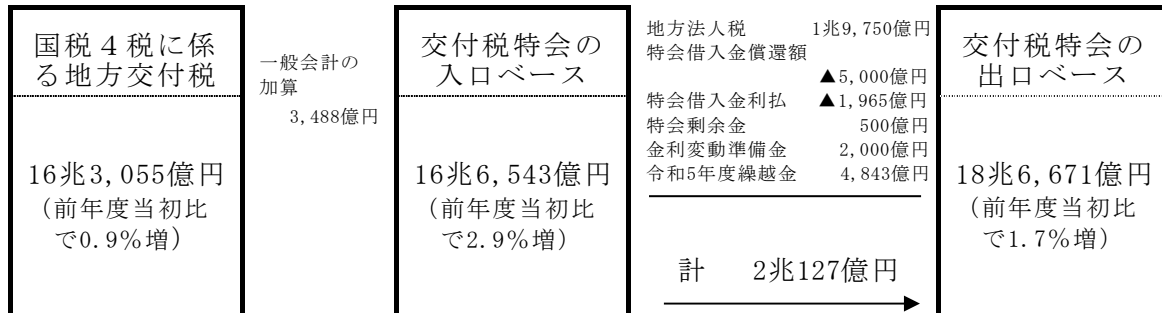 国税４税に係
る地方交付税
16兆3,055億円
（前年度当初比
で0.9％増）
一般会計の
加算
3,488億円
交付税特会の
入口ベース
16兆6,543億円
（前年度当初比
で2.9％増）
地方法人税 1兆9,750億円
特会借入金償還額
▲5,000億円
特会借入金利払 ▲1,965億円
特会剰余金 500億円
金利変動準備金 2,000億円
令和5年度繰越金 4,843億円
計 2兆127億円
交付税特会の
出口ベース
18兆6,671億円
（前年度当初比
で1.7％増）